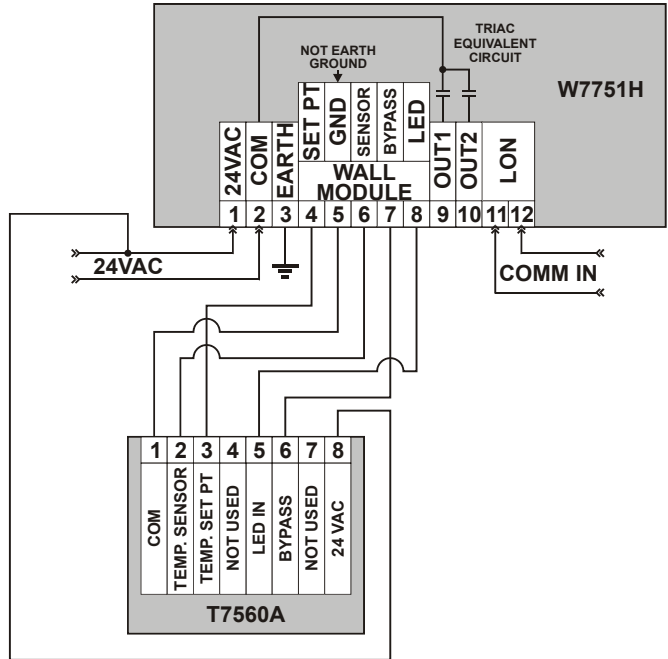 TRIAC
EQUIVALENT
CIRCUIT
NOT EARTH
GROUND
W7751H
24VAC
COM
EARTH
SET PT
GND
SENSOR
BYPASS
LED
OUT1
OUT2
LON
WALL
MODULE
1 2 3 4 5 6 7 8 9 10 11 12
24VAC
COMM IN
1 2 3 4 5 6 7 8
COM
TEMP. SENSOR
TEMP. SET PT
NOT USED
LED IN
BYPASS
NOT USED
24 VAC
T7560A